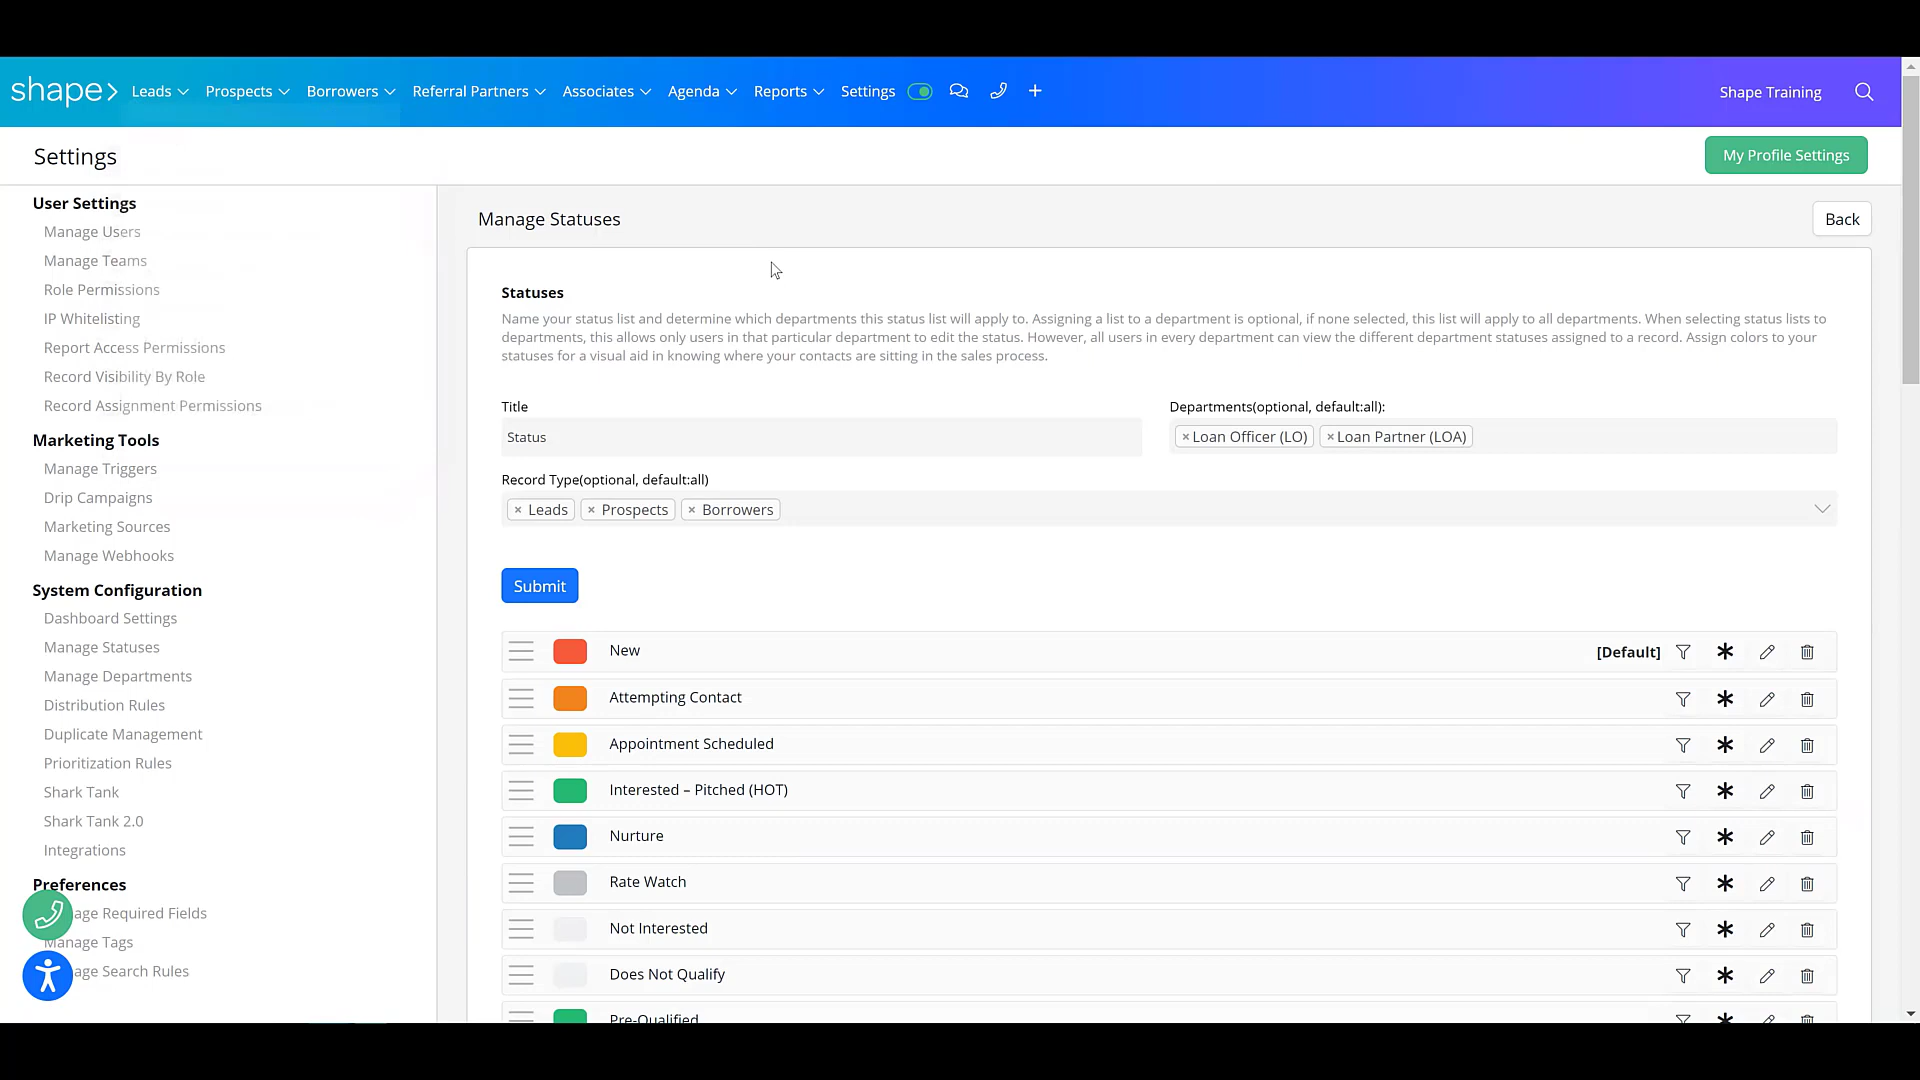 shape>
Leads Prospects Borrowers Referral Partners Associates Agenda Reports Settings
Shape Training
Settings
My Profile Settings
User Settings
Manage Users
Manage Teams
Role Permissions
IP Whitelisting
Report Access Permissions
Record Visibility By Role
Record Assignment Permissions
Marketing Tools
Manage Triggers
Drip Campaigns
Marketing Sources
Manage Webhooks
System Configuration
Dashboard Settings
Manage Statuses
Manage Departments
Distribution Rules
Duplicate Management
Prioritization Rules
Shark Tank
Shark Tank 2.0
Integrations
Preferences
age Required Fields
Manage Tags
age Search Rules
Manage Statuses
Back
Statuses
Name your status list and determine which departments this status list will apply to. Assigning a list to a department is optional, if none selected, this list will apply to all departments. When selecting status lists to
departments, this allows only users in that particular department to edit the status. However, all users in every department can view the different department statuses assigned to a record. Assign colors to your
statuses for a visual aid in knowing where your contacts are sitting in the sales process.
Title
Status
Departments(optional, default:all):
× Loan Officer (LO) × Loan Partner (LOA)
Record Type(optional, default:all)
× Leads × Prospects × Borrowers
Submit
New [Default]
Attempting Contact
Appointment Scheduled
Interested – Pitched (HOT)
Nurture
Rate Watch
Not Interested
Does Not Qualify
Pre-Qualified